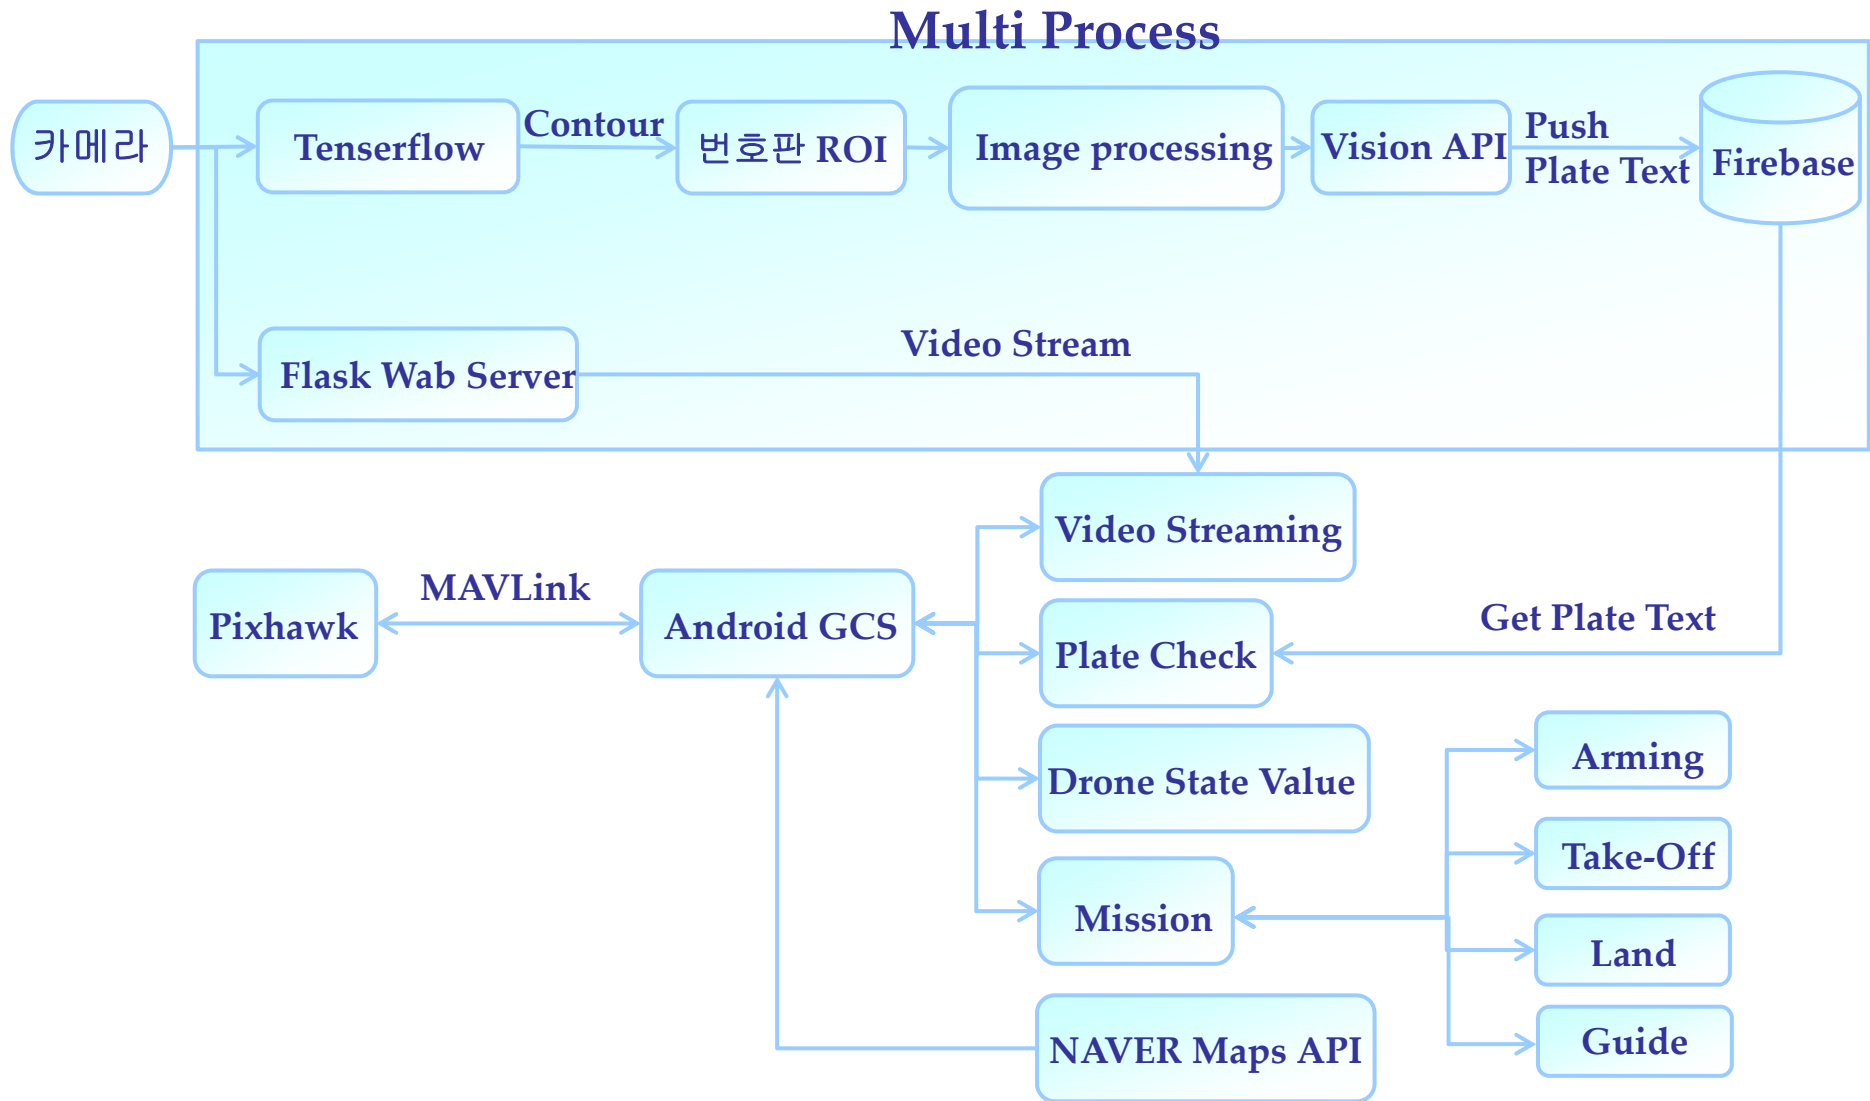 Multi Process
카메라
Tenserflow
Contour
번호판 ROI
Image processing
Vision API
Push
Plate Text
Firebase
Flask Wab Server
Video Stream
Video Streaming
Pixhawk
MAVLink
Android GCS
Plate Check
Get Plate Text
Drone State Value
Mission
Arming
Take-Off
Land
Guide
NAVER Maps API